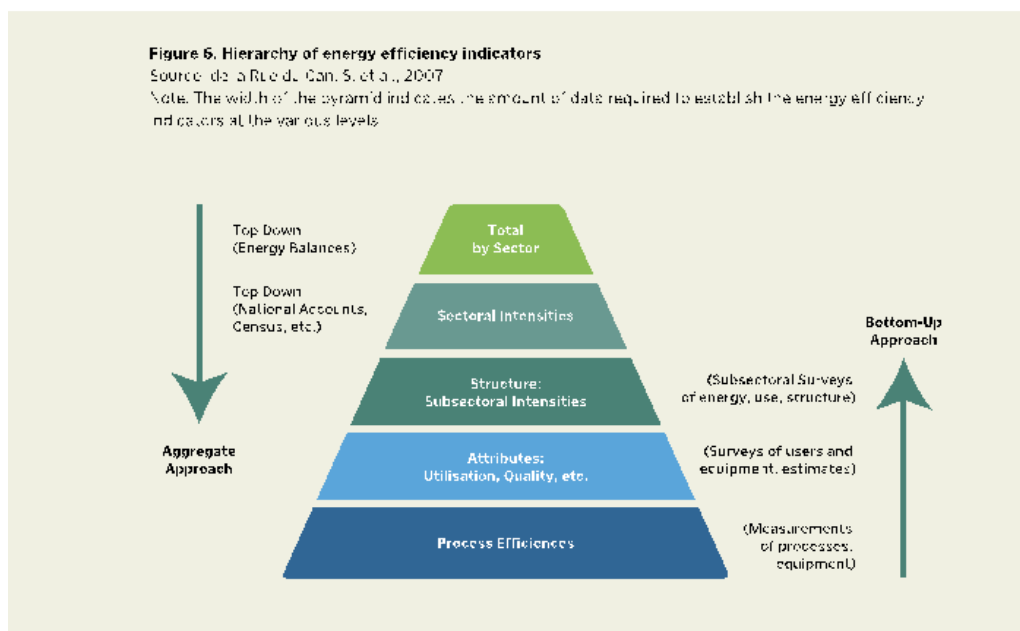 Figure 6. Hierarchy of energy efficiency indicators
Source: de la Rue du Can, S. et al., 2007
Note: The width of the pyramid indicates the amount of data required to establish the energy efficiency
indicators at the various levels
Top Down
(Energy Balances)
Top Down
(National Accounts,
Census, etc.)
Aggregate
Approach
Total
by Sector
Sectoral Intensities
Structure:
Subsectoral Intensities
Attributes:
Utilisation, Quality, etc.
Process Efficiences
Bottom-Up
Approach
(Subsectoral Surveys
of energy, use, structure)
(Surveys of users and
equipment, estimates)
(Measurements
of processes,
equipment)